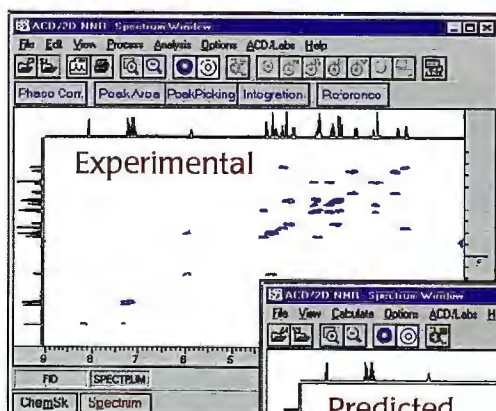 ACD/2D NMR Spectrum Window
File Edit View Process Analysis Options ACD/Labs Help
Phase Corr. PeakArea PeakPicking Integration Reference
Experimental
9 8 7 6 5
F
FID SPECTRUM
ChemSk Spectrum
ACD/2D NMR Spectrum Window
File View Calculate Options ACD/Labs H
Predicted